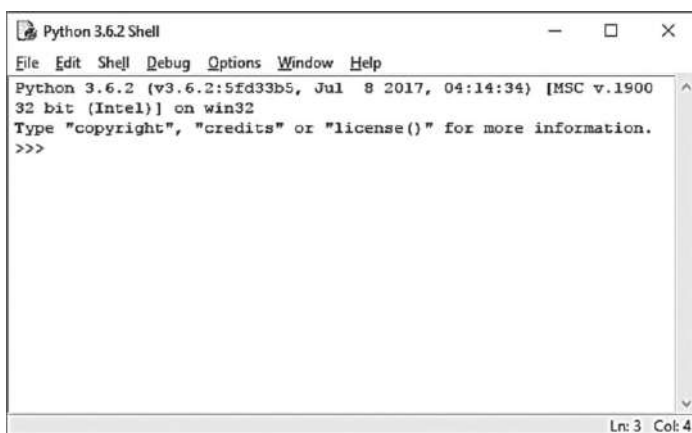 Python 3.6.2 Shell
File Edit Shell Debug Options Window Help
Python 3.6.2 (v3.6.2:5fd33b5, Jul 8 2017, 04:14:34) [MSC v.1900
32 bit (Intel)] on win32
Type "copyright", "credits" or "license()" for more information.
>>>
Ln: 3 Col: 4